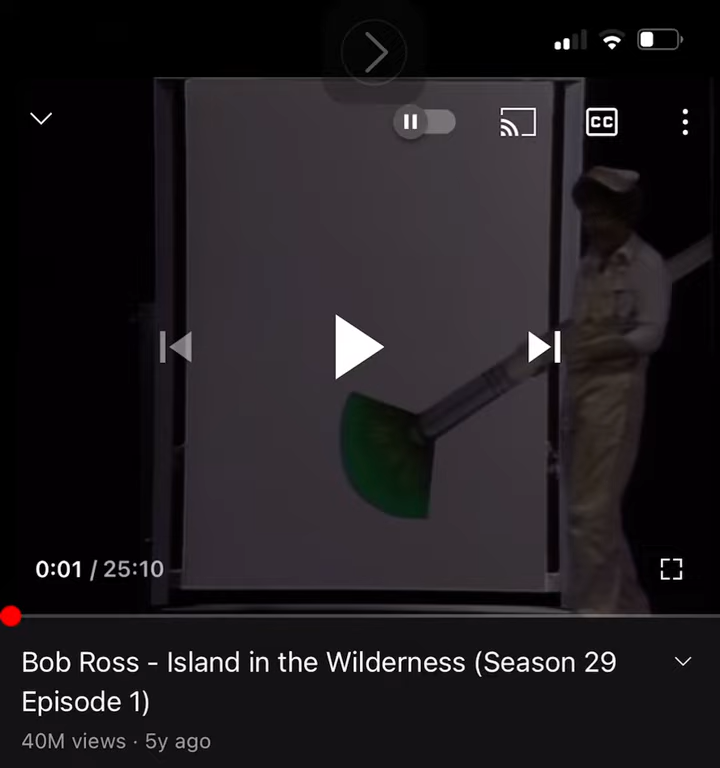 CC
0:01 / 25:10
Bob Ross - Island in the Wilderness (Season 29
Episode 1)
40M views · 5y ago